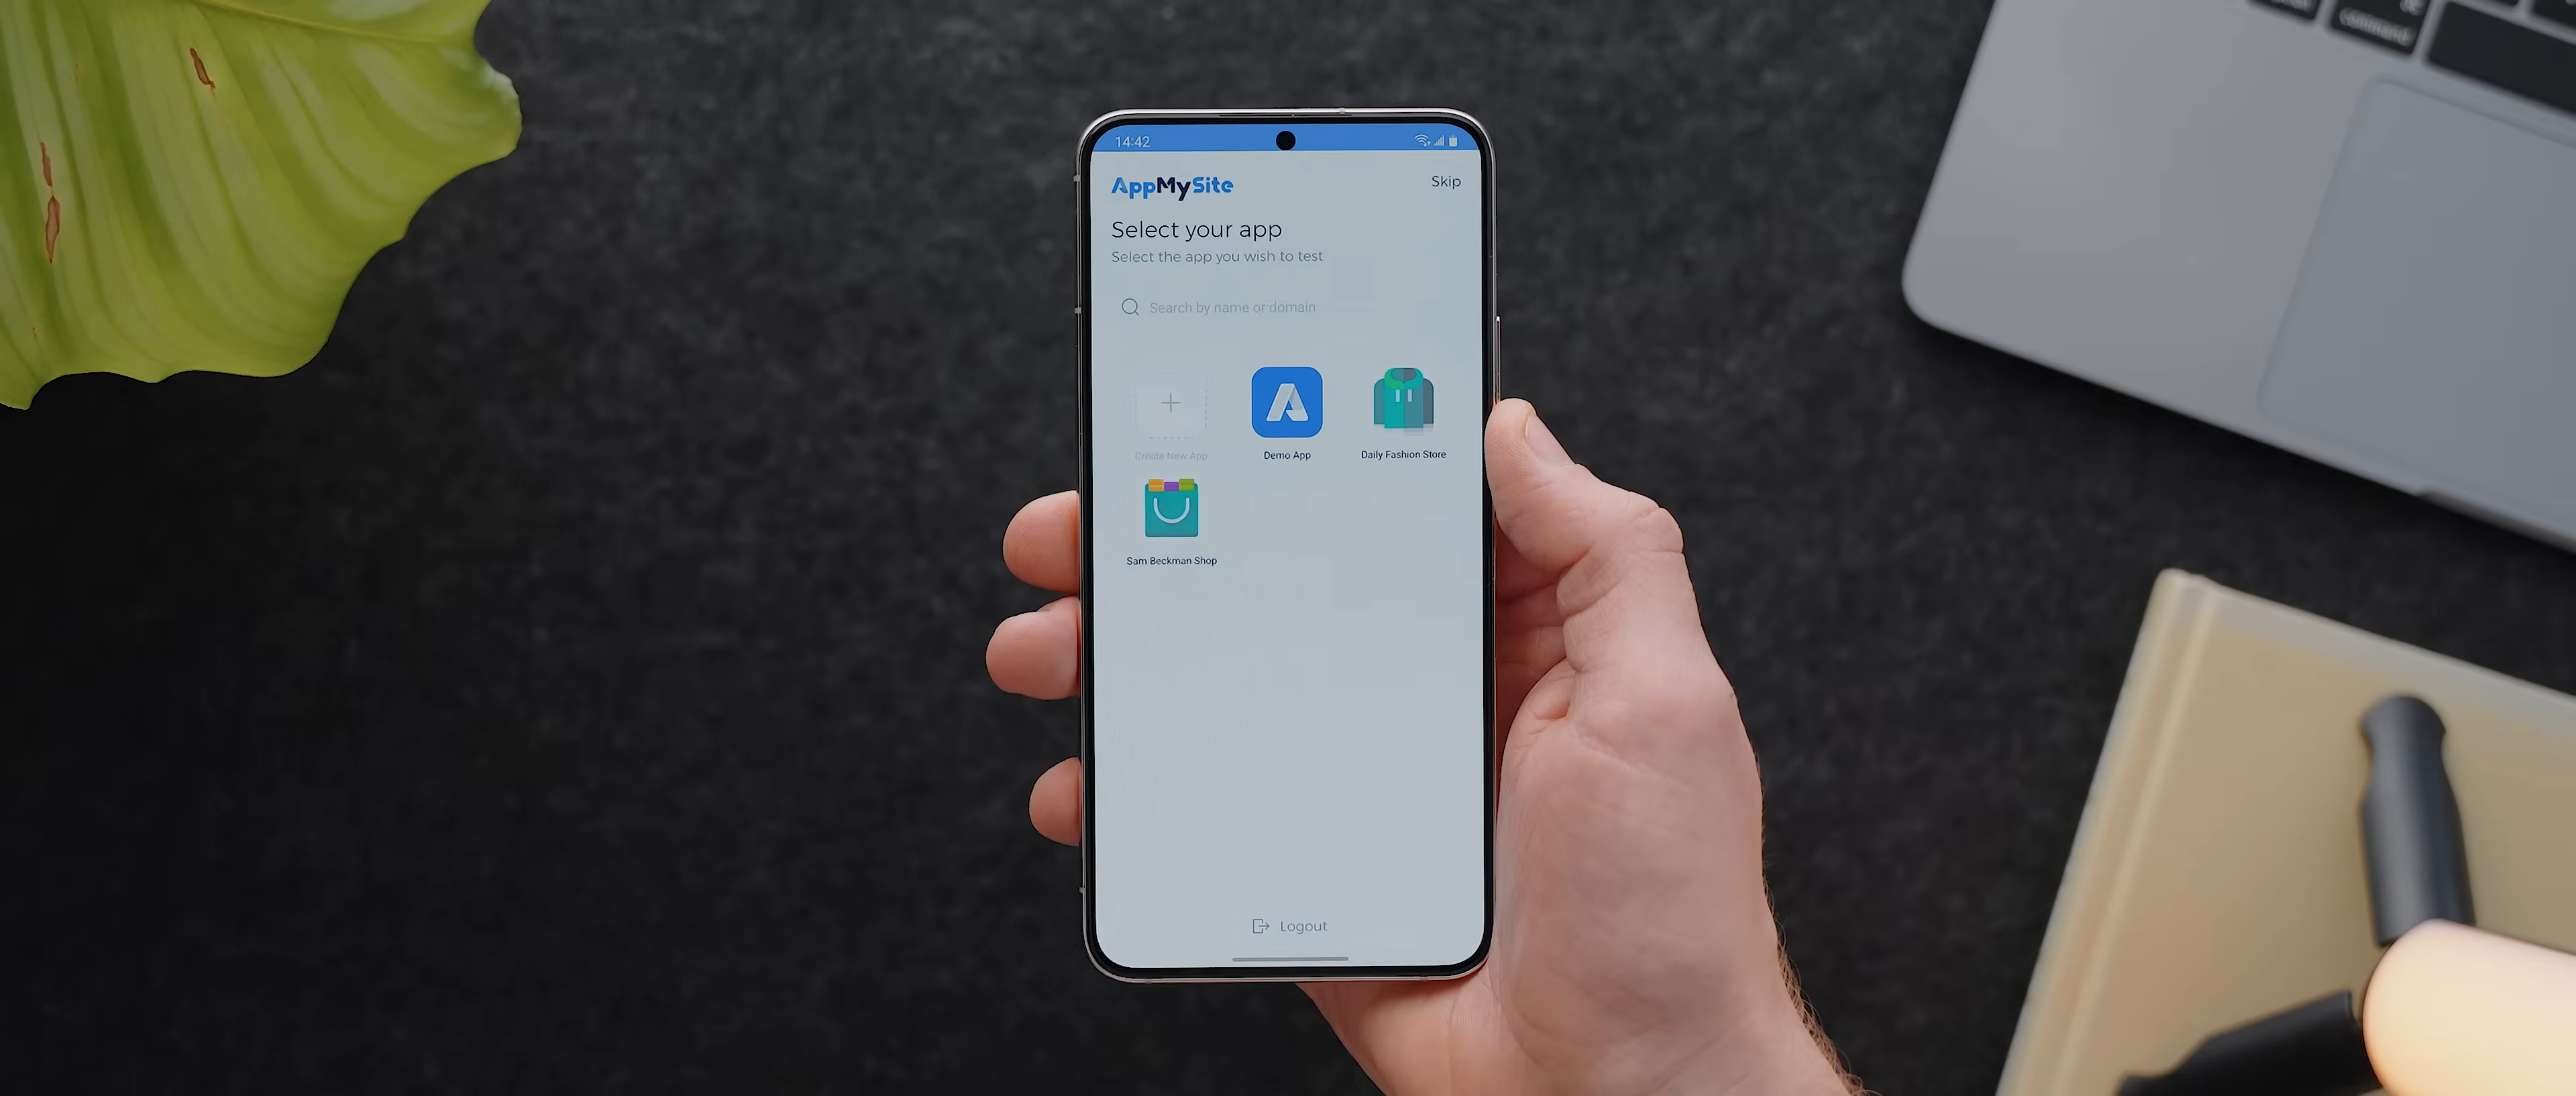 command
14:42
AppMySite
Skip
Select your app
Select the app you wish to test
Search by name or domain
Create New App
Demo App
Daily Fashion Store
Sam Beckman Shop
Logout